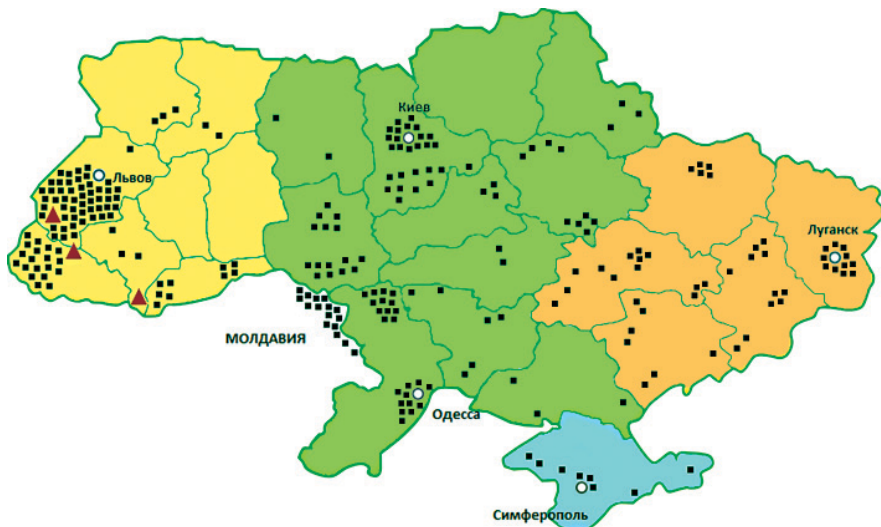 Киев
Львов
Луганск
МОЛДАВИЯ
Одесса
Симферополь